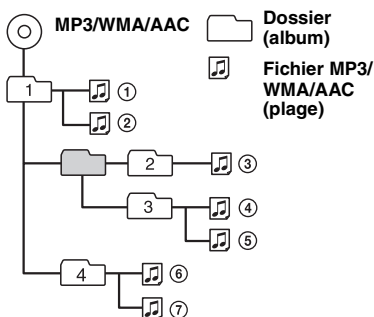 MP3/WMA/AAC
Dossier
(album)
Fichier MP3/
WMA/AAC
(plage)
1
①
②
2
③
3
④
⑤
4
⑥
⑦